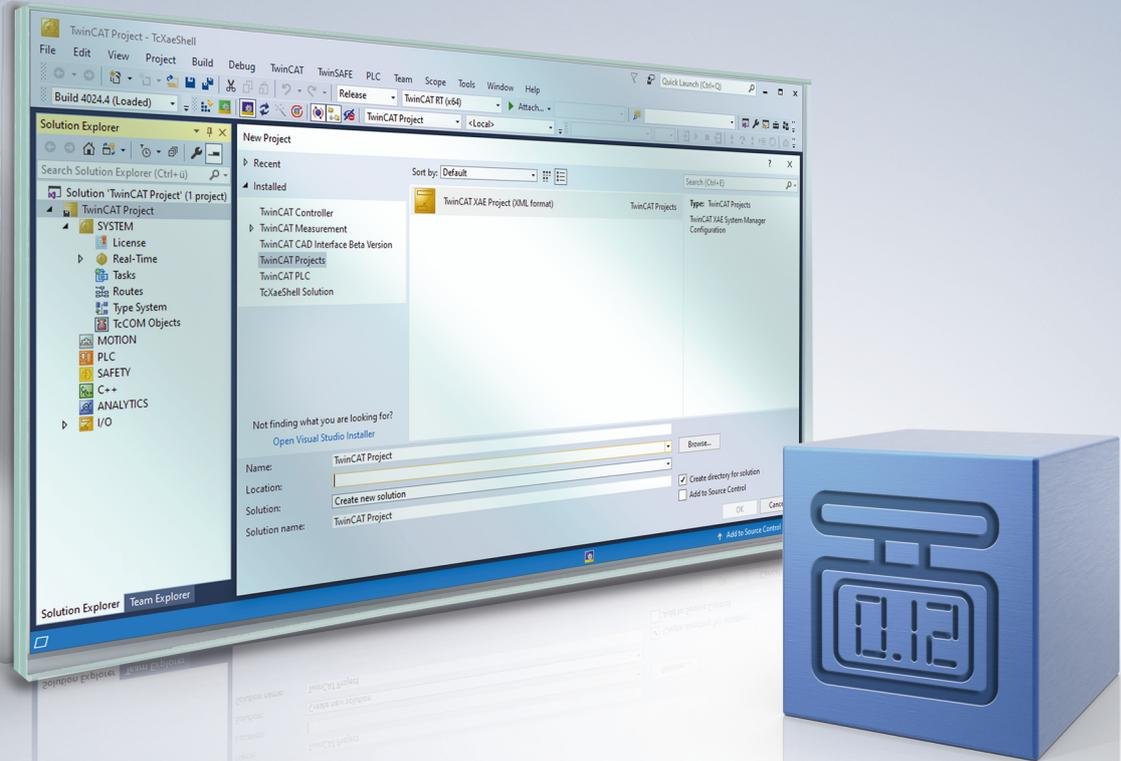 TwinCAT Project - TcXaeShell
File Edit View Project Build Debug TwinCAT TwinSAFE PLC Team Scope Tools Window Help
Quick Launch (Ctrl+Q)
Release TwinCAT RT (x64) Attach...
Build 4024.4 (Loaded) TwinCAT Project <Local>
Solution Explorer
Search Solution Explorer (Ctrl+ü)
Solution 'TwinCAT Project' (1 project)
TwinCAT Project
SYSTEM
License
Real-Time
Tasks
Routes
Type System
TcCOM Objects
MOTION
PLC
SAFETY
C++
ANALYTICS
I/O
Solution Explorer Team Explorer
New Project ? X
Recent
Installed
TwinCAT Controller
TwinCAT Measurement
TwinCAT CAD Interface Beta Version
TwinCAT Projects
TwinCAT PLC
TcXaeShell Solution
Not finding what you are looking for?
Open Visual Studio Installer
Sort by: Default
TwinCAT XAE Project (XML format) TwinCAT Projects
Search (Ctrl+E)
Type: TwinCAT Projects
TwinCAT XAE System Manager
Configuration
Name: TwinCAT Project
Location: Browse...
Solution: Create new solution
Solution name: TwinCAT Project
Create directory for solution
Add to Source Control
OK Cance
Add to Source Control
0.12